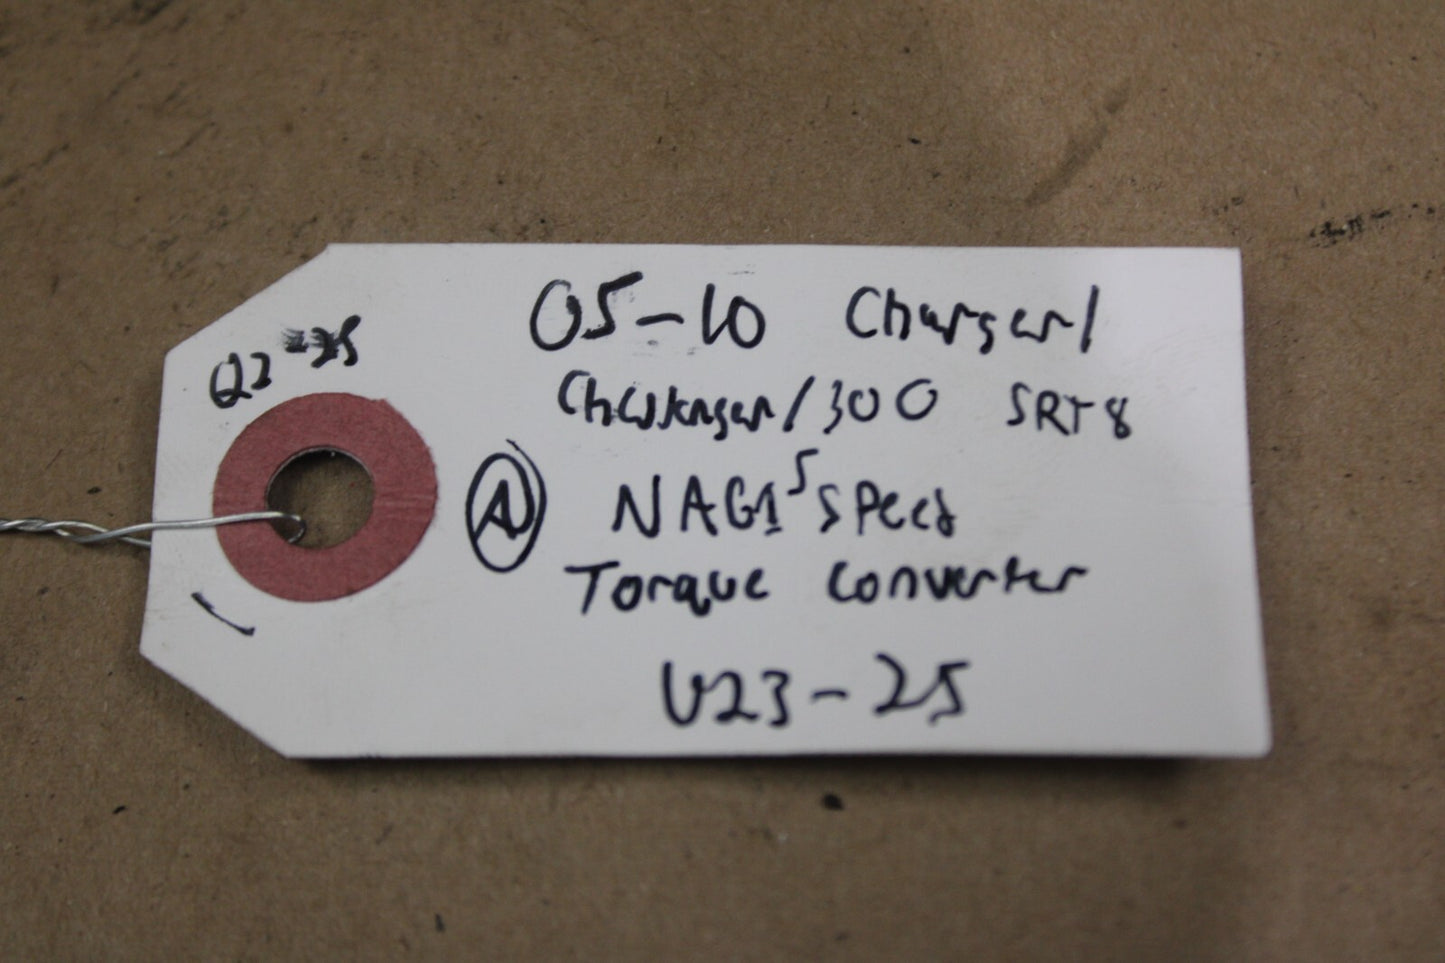 Q2-25
05-10 Charger/
Challenger/300 SRT8
A NAG1 5 speed
Torque converter
U23-25